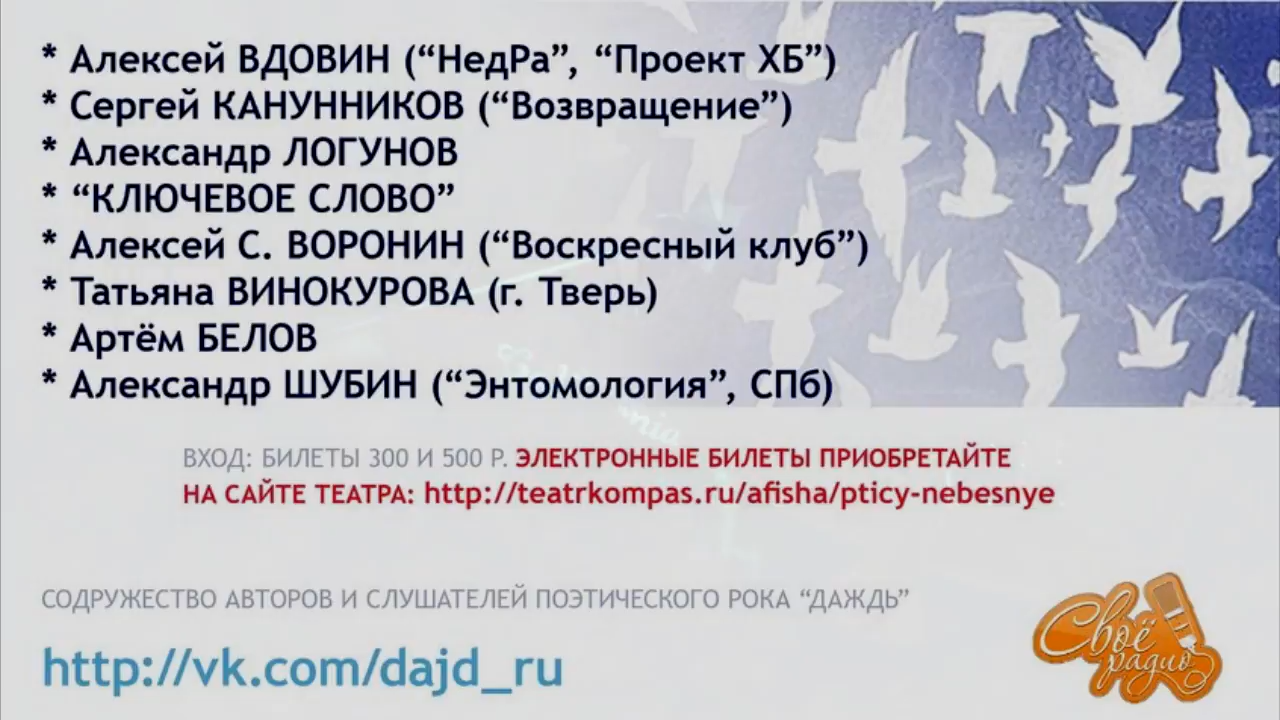 * Алексей ВДОВИН (“НедРа”, “Проект ХБ”)
* Сергей КАНУННИКОВ (“Возвращение”)
* Александр ЛОГУНОВ
* “КЛЮЧЕВОЕ СЛОВО”
* Алексей С. ВОРОНИН (“Воскресный клуб”)
* Татьяна ВИНОКУРОВА (г. Тверь)
* Артём БЕЛОВ
* Александр ШУБИН (“Энтомология”, СПб)
ВХОД: БИЛЕТЫ 300 И 500 Р. ЭЛЕКТРОННЫЕ БИЛЕТЫ ПРИОБРЕТАЙТЕ
НА САЙТЕ ТЕАТРА: http://teatrkompas.ru/afisha/pticy-nebesnye
СОДРУЖЕСТВО АВТОРОВ И СЛУШАТЕЛЕЙ ПОЭТИЧЕСКОГО РОКА “ДАЖДЬ”
http://vk.com/dajd_ru
Своё
радио